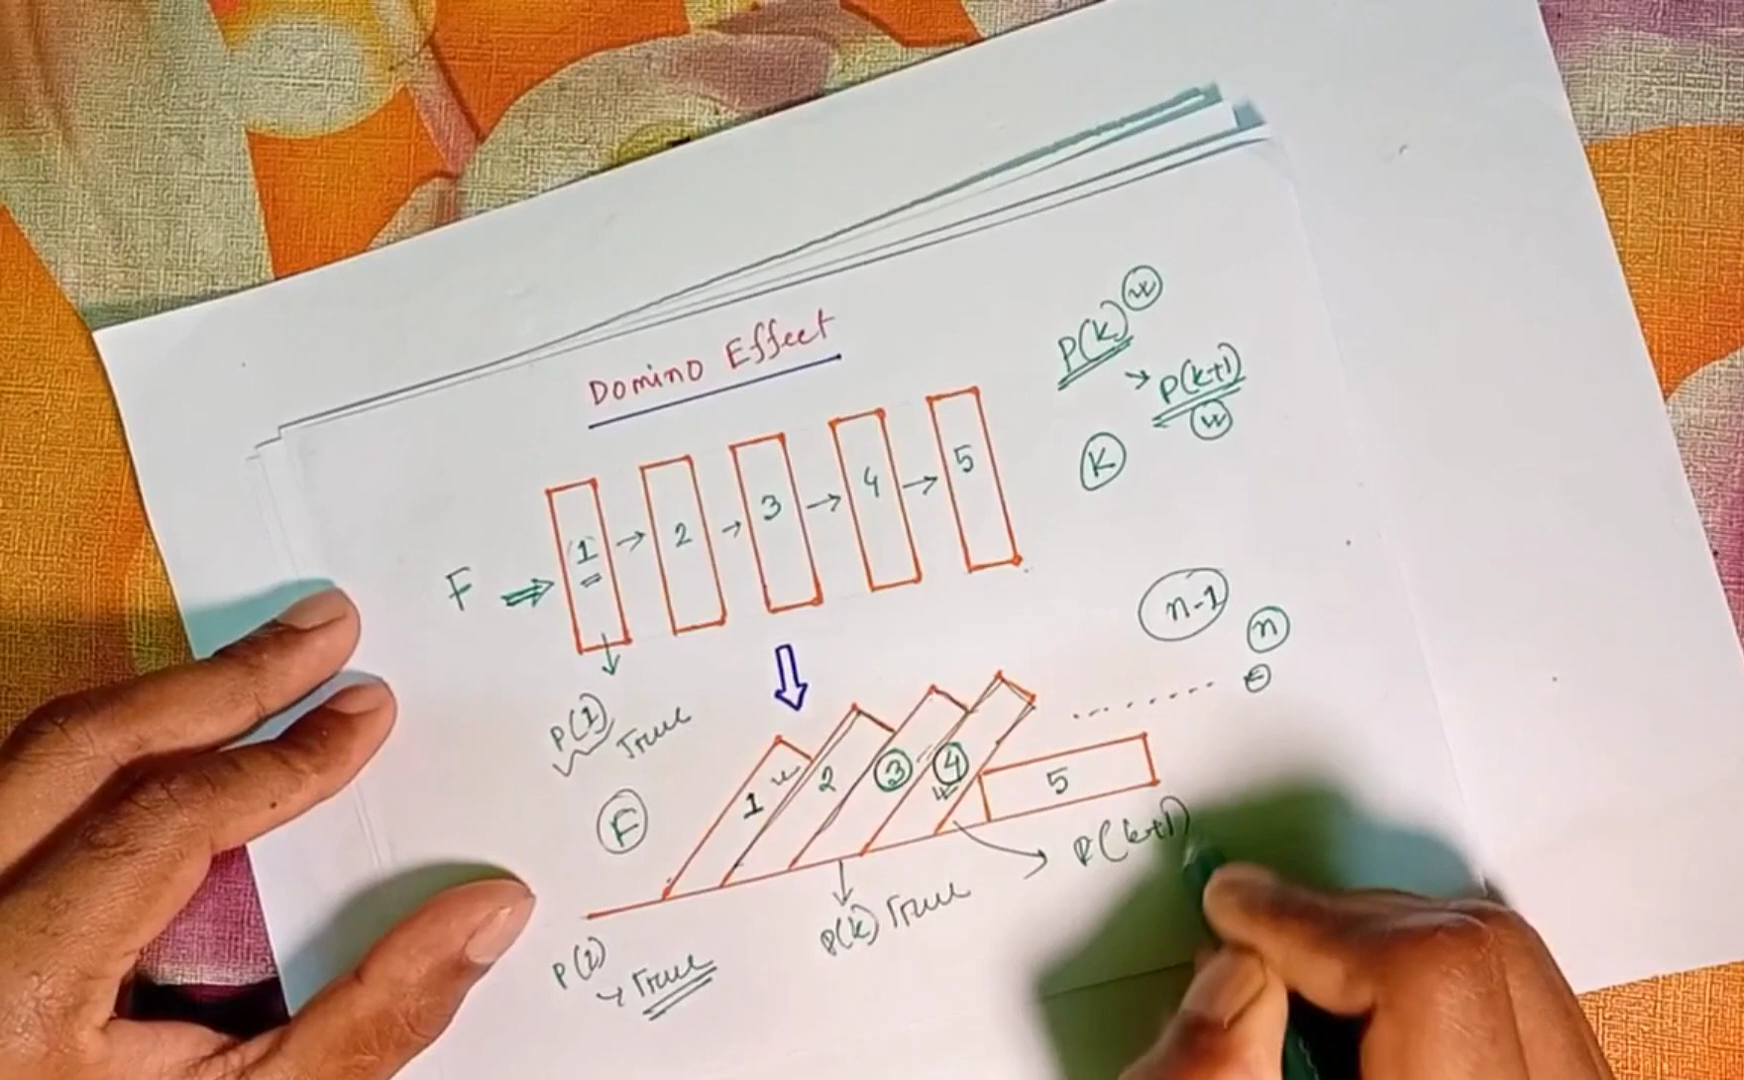 Domino Effect
P(k)
→ P(k+1)
K
F ⇒ 1 → 2 → 3 → 4 → 5
P(1) True
n-1
n
F
1 2 3 4 5
P(1)
True
P(k) True
P(k+1)